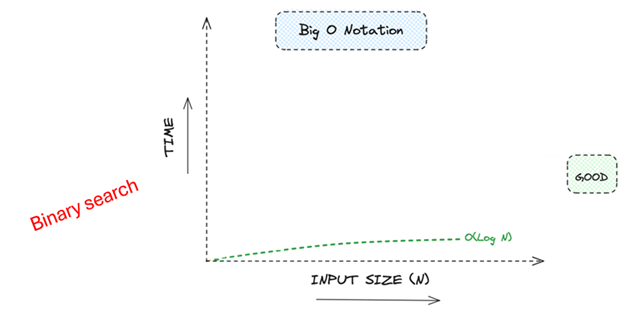 Big O Notation
TIME
Binary search
GOOD
O(Log N)
INPUT SIZE (N)